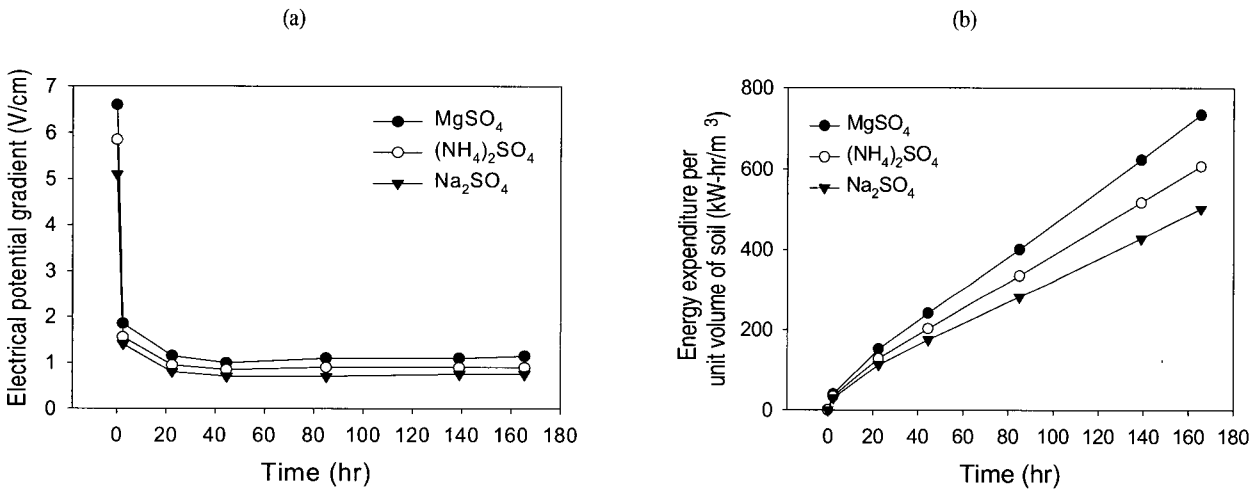 (a)
Electrical potential gradient (V/cm)
7
6
5
4
3
2
1
0
MgSO4
(NH4)2SO4
Na2SO4
0 20 40 60 80 100 120 140 160 180
Time (hr)
(b)
Energy expenditure per
unit volume of soil (kW-hr/m 3)
800
600
400
200
0
MgSO4
(NH4)2SO4
Na2SO4
0 20 40 60 80 100 120 140 160 180
Time (hr)